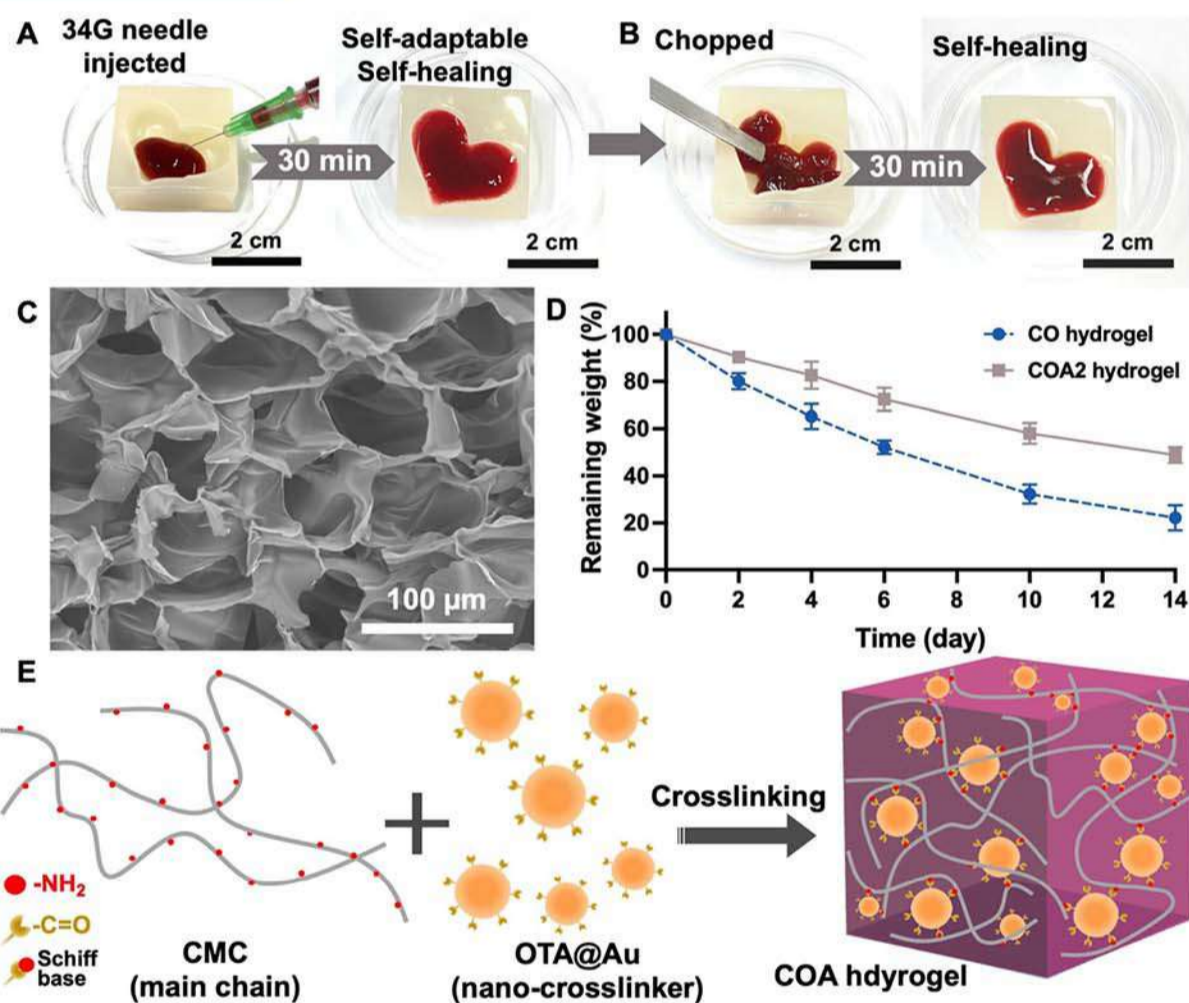 A
34G needle
injected
Self-adaptable
Self-healing
30 min
2 cm
2 cm
B
Chopped
Self-healing
30 min
2 cm
2 cm
C
100 µm
D
Remaining weight (%)
100
80
60
40
20
0
0 2 4 6 8 10 12 14
Time (day)
CO hydrogel
COA2 hydrogel
E
-NH₂
-C=O
Schiff
base
CMC
(main chain)
OTA@Au
(nano-crosslinker)
Crosslinking
COA hdyrogel